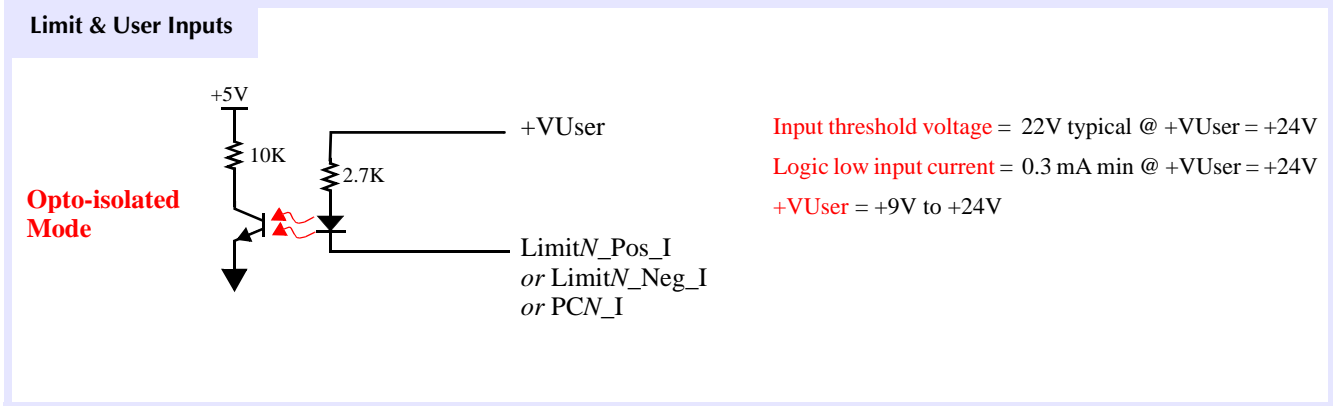 Limit & User Inputs
+5V
10K
2.7K
+VUser
Opto-isolated
Mode
LimitN_Pos_I
or LimitN_Neg_I
or PCN_I
Input threshold voltage = 22V typical @ +VUser = +24V
Logic low input current = 0.3 mA min @ +VUser = +24V
+VUser = +9V to +24V